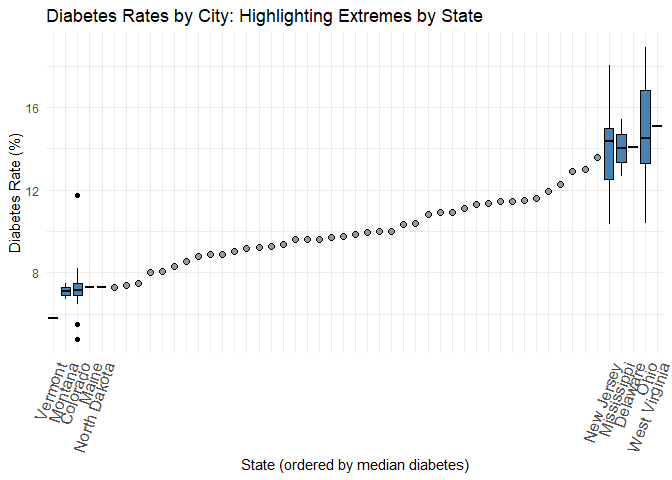 Diabetes Rates by City: Highlighting Extremes by State
Diabetes Rate (%)
16
12
8
Vermont
Montana
Colorado
Maine
North Dakota
New Jersey
Mississippi
Delaware
Ohio
West Virginia
State (ordered by median diabetes)